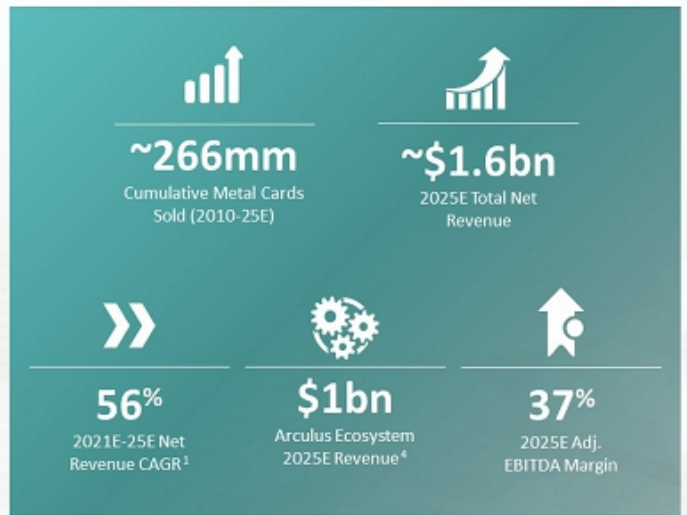 ~266mm
Cumulative Metal Cards
Sold (2010-25E)
~$1.6bn
2025E Total Net
Revenue
56%
2021E-25E Net
Revenue CAGR¹
$1bn
Arculus Ecosystem
2025E Revenue⁴
37%
2025E Adj.
EBITDA Margin